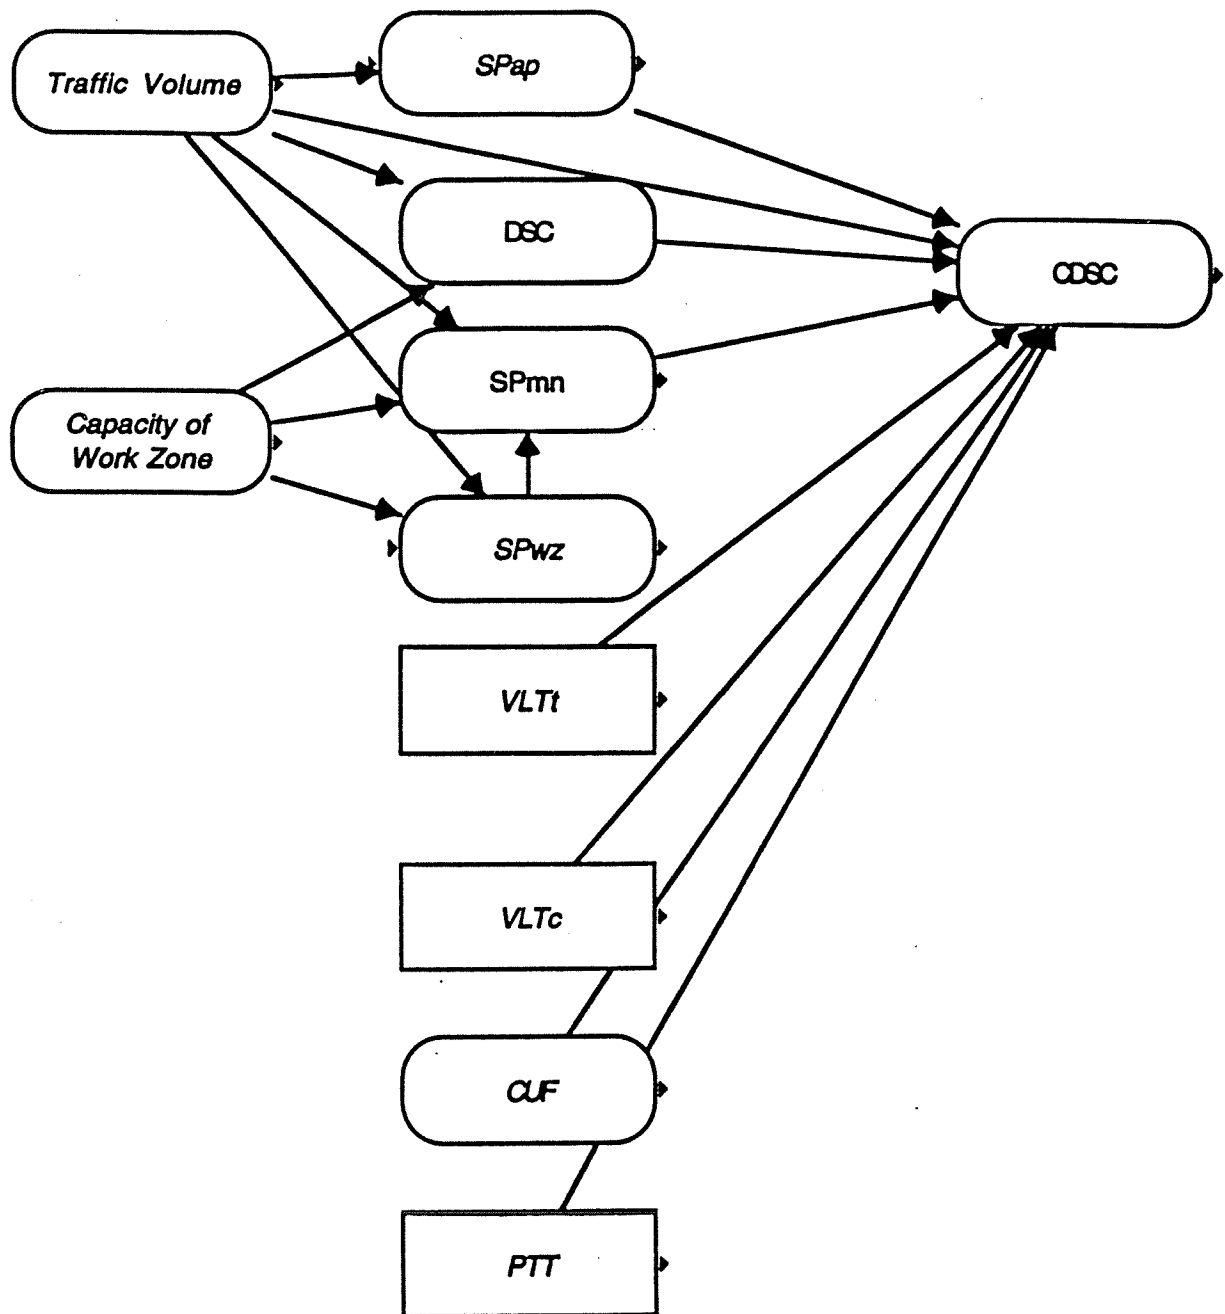 Traffic Volume
SPap
DSC
CDSC
SPmn
Capacity of
Work Zone
SPwz
VLTt
VLTc
CUF
PTT